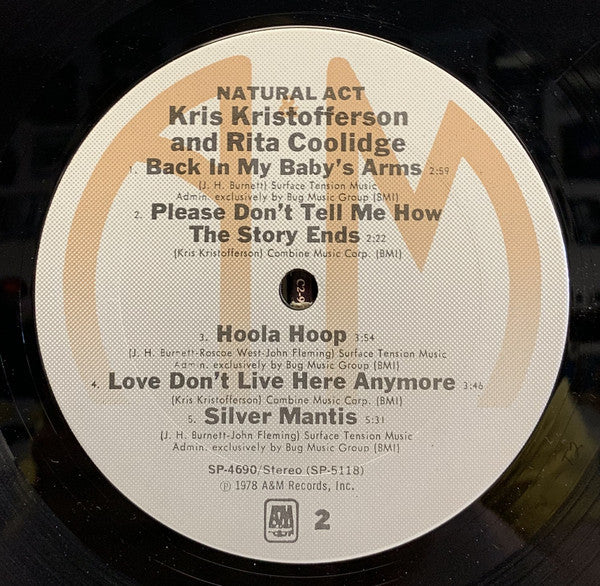 NATURAL ACT
Kris Kristofferson
and Rita Coolidge
1. Back In My Baby's Arms 2:59
(J. H. Burnett) Surface Tension Music
Admin. exclusively by Bug Music Group (BMI)
2. Please Don't Tell Me How
The Story Ends 2:22
(Kris Kristofferson) Combine Music Corp. (BMI)
3. Hoola Hoop 3:54
(J. H. Burnett-Roscoe West-John Fleming) Surface Tension Music
Admin. exclusively by Bug Music Group (BMI)
4. Love Don't Live Here Anymore 3:46
(Kris Kristofferson) Combine Music Corp. (BMI)
5. Silver Mantis 5:31
(J. H. Burnett-John Fleming) Surface Tension Music
Admin. exclusively by Bug Music Group (BMI)
SP-4690/Stereo (SP-5118)
℗ 1978 A&M Records, Inc.
A&M 2